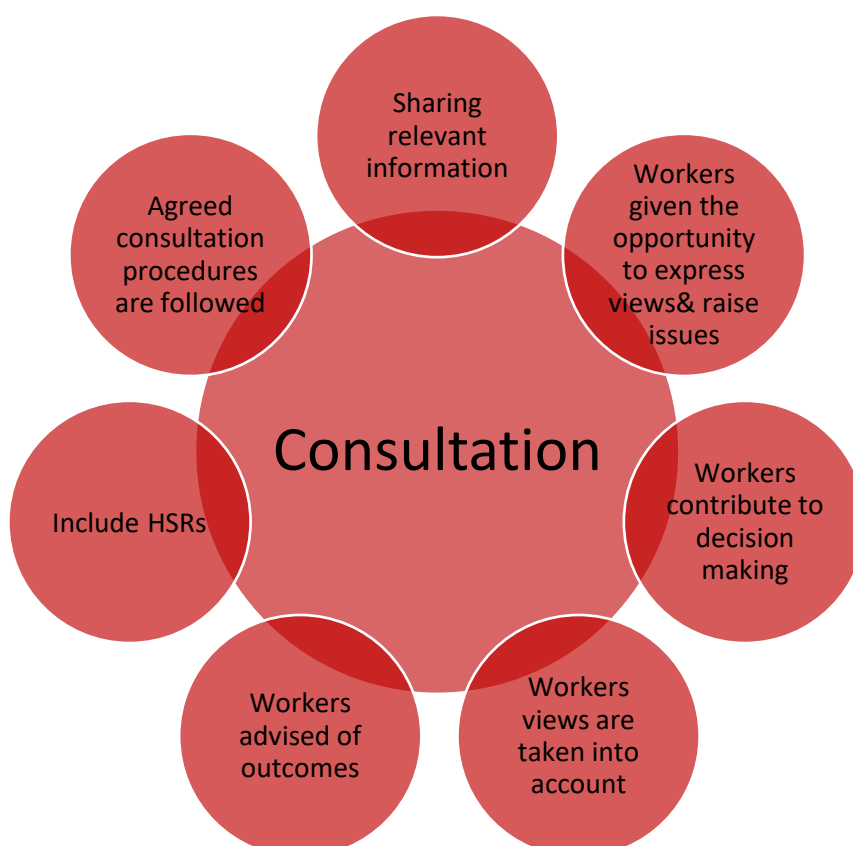 Sharing
relevant
information
Workers
given the
opportunity
to express
views& raise
issues
Workers
contribute to
decision
making
Workers
views are
taken into
account
Workers
advised of
outcomes
Include HSRs
Agreed
consultation
procedures
are followed
Consultation